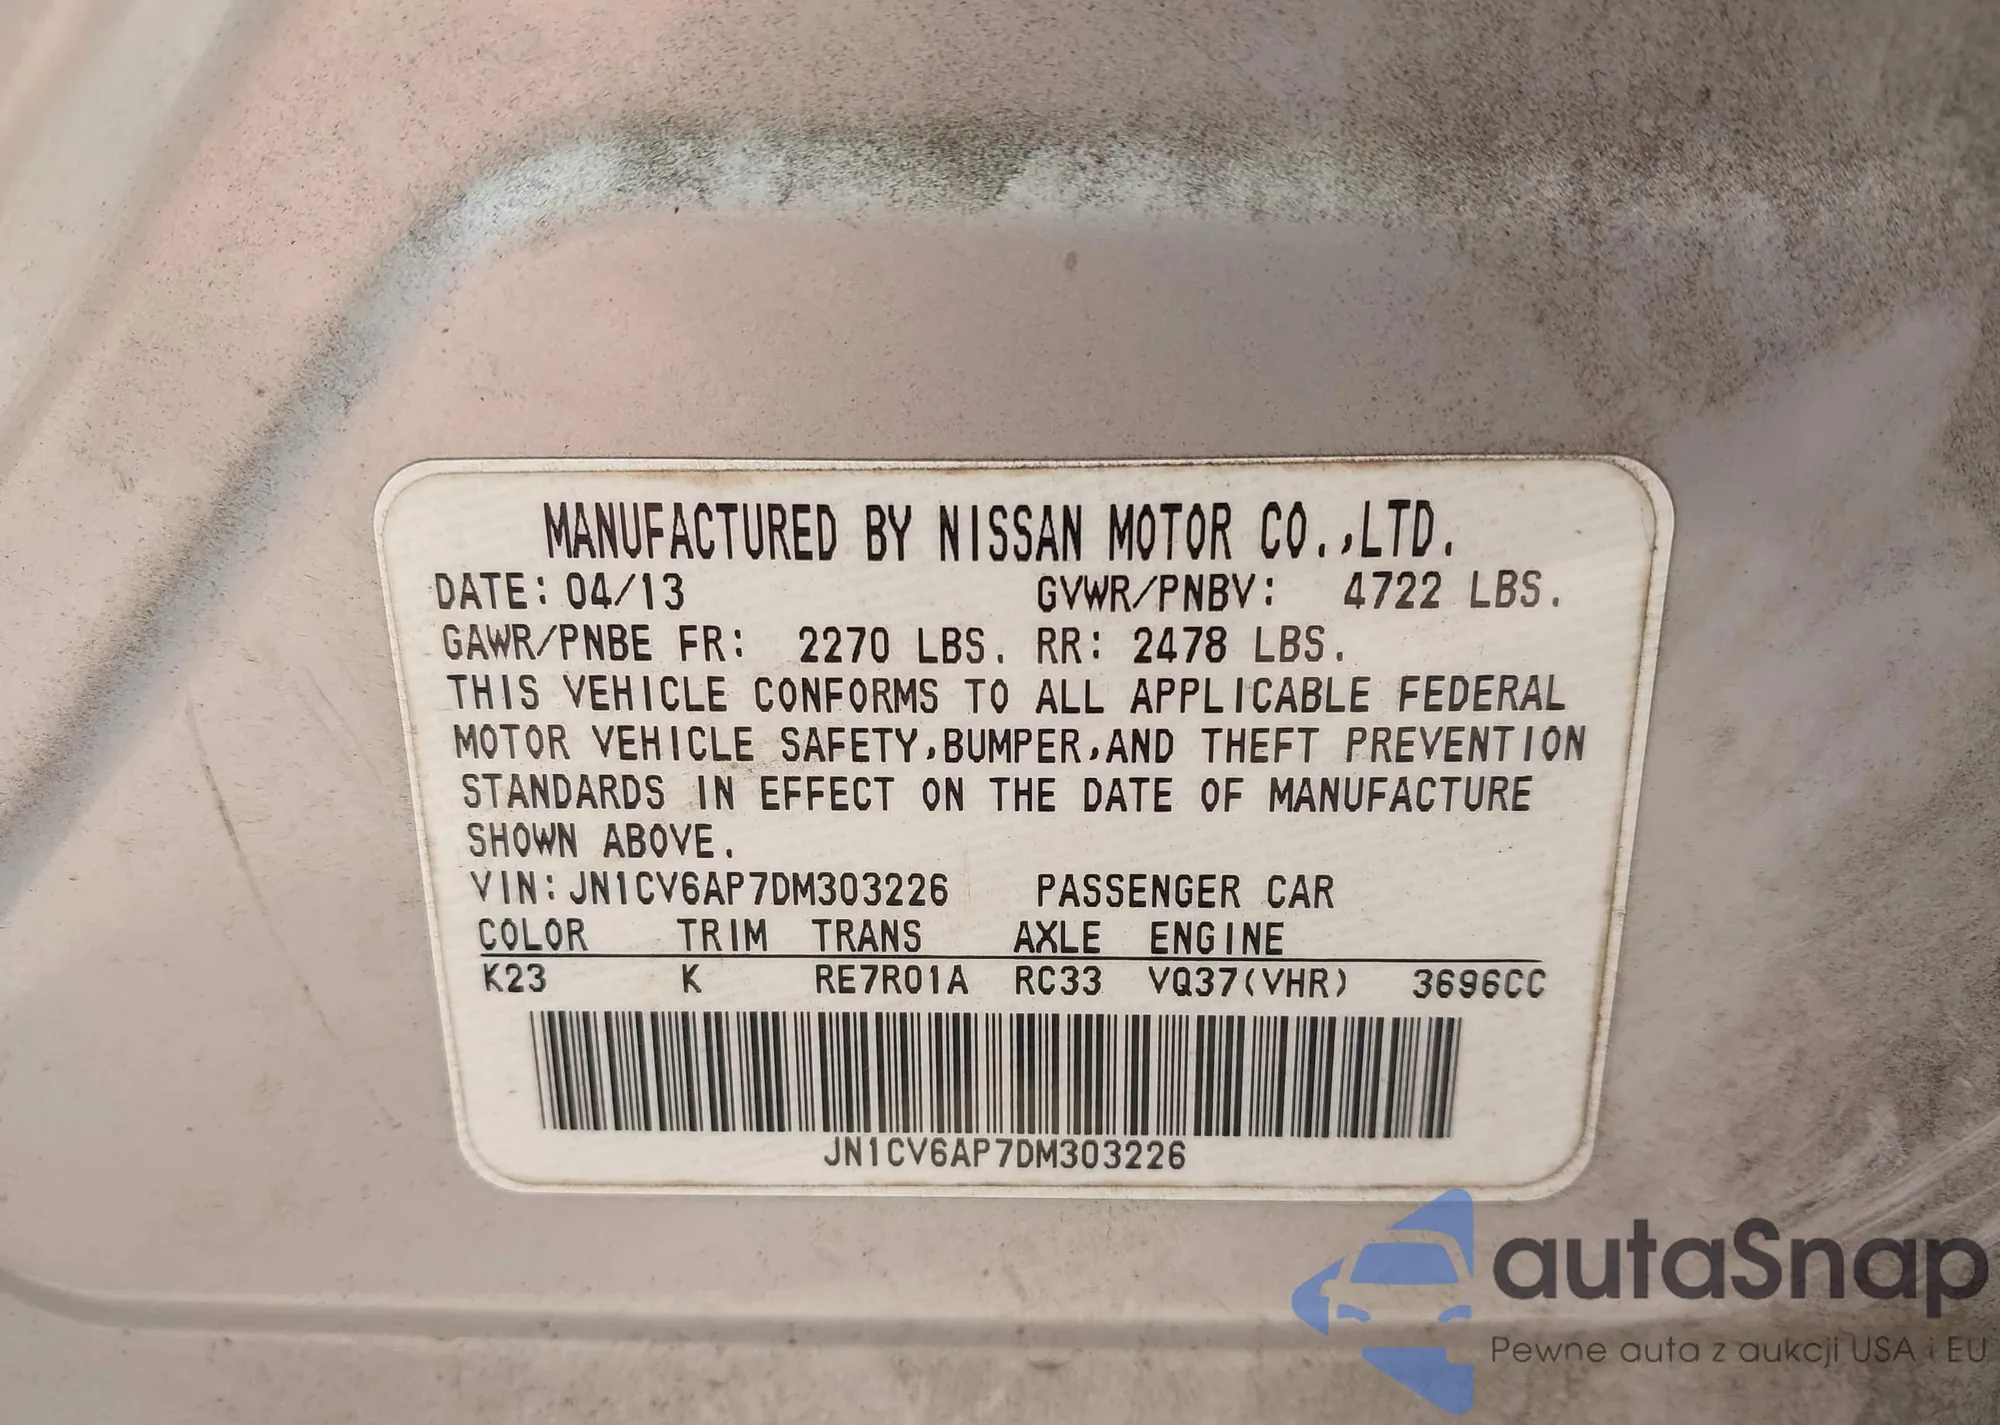 MANUFACTURED BY NISSAN MOTOR CO.,LTD.
DATE: 04/13 GVWR/PNBV: 4722 LBS.
GAWR/PNBE FR: 2270 LBS. RR: 2478 LBS.
THIS VEHICLE CONFORMS TO ALL APPLICABLE FEDERAL
MOTOR VEHICLE SAFETY,BUMPER,AND THEFT PREVENTION
STANDARDS IN EFFECT ON THE DATE OF MANUFACTURE
SHOWN ABOVE.
VIN: JN1CV6AP7DM303226 PASSENGER CAR
COLOR TRIM TRANS AXLE ENGINE
K23 K RE7R01A RC33 VQ37(VHR) 3696CC
JN1CV6AP7DM303226
autaSnap
Pewne auta z aukcji USA i EU